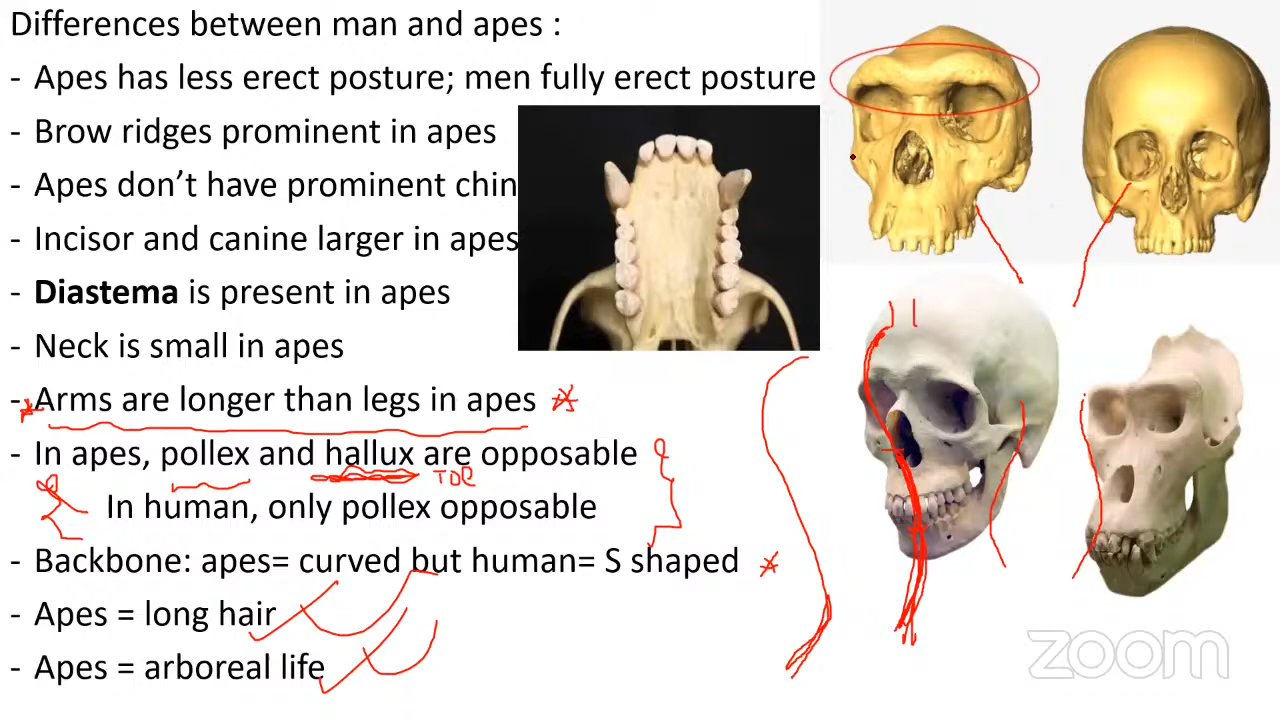 Differences between man and apes :
- Apes has less erect posture; men fully erect posture
- Brow ridges prominent in apes
- Apes don't have prominent chin
- Incisor and canine larger in apes
- Diastema is present in apes
- Neck is small in apes
- Arms are longer than legs in apes
- In apes, pollex and hallux are opposable
TOE
In human, only pollex opposable
- Backbone: apes= curved but human= S shaped
- Apes = long hair
- Apes = arboreal life
zoom